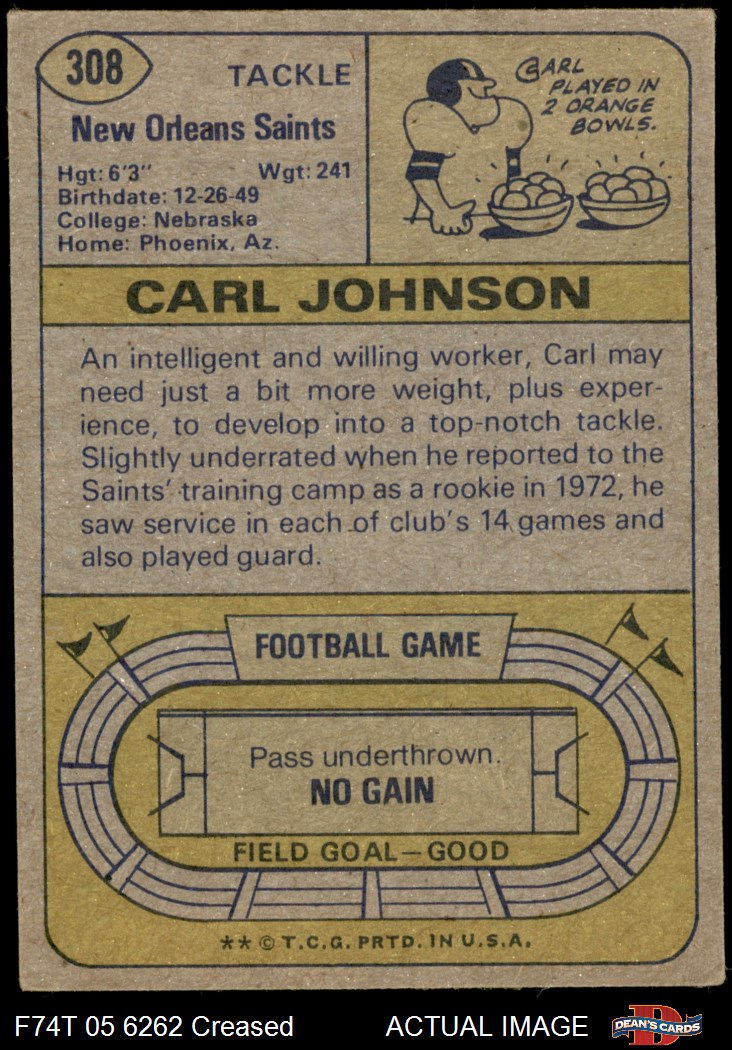 308
TACKLE
New Orleans Saints
Hgt: 6'3" Wgt: 241
Birthdate: 12-26-49
College: Nebraska
Home: Phoenix, Az.
CARL
PLAYED IN
2 ORANGE
BOWLS.
CARL JOHNSON
An intelligent and willing worker, Carl may
need just a bit more weight, plus exper-
ience, to develop into a top-notch tackle.
Slightly underrated when he reported to the
Saints' training camp as a rookie in 1972, he
saw service in each of club's 14 games and
also played guard.
FOOTBALL GAME
Pass underthrown.
NO GAIN
FIELD GOAL—GOOD
** © T.C.G. PRTD. IN U.S.A.
F74T 05 6262 Creased ACTUAL IMAGE
D
DEAN'S CARDS